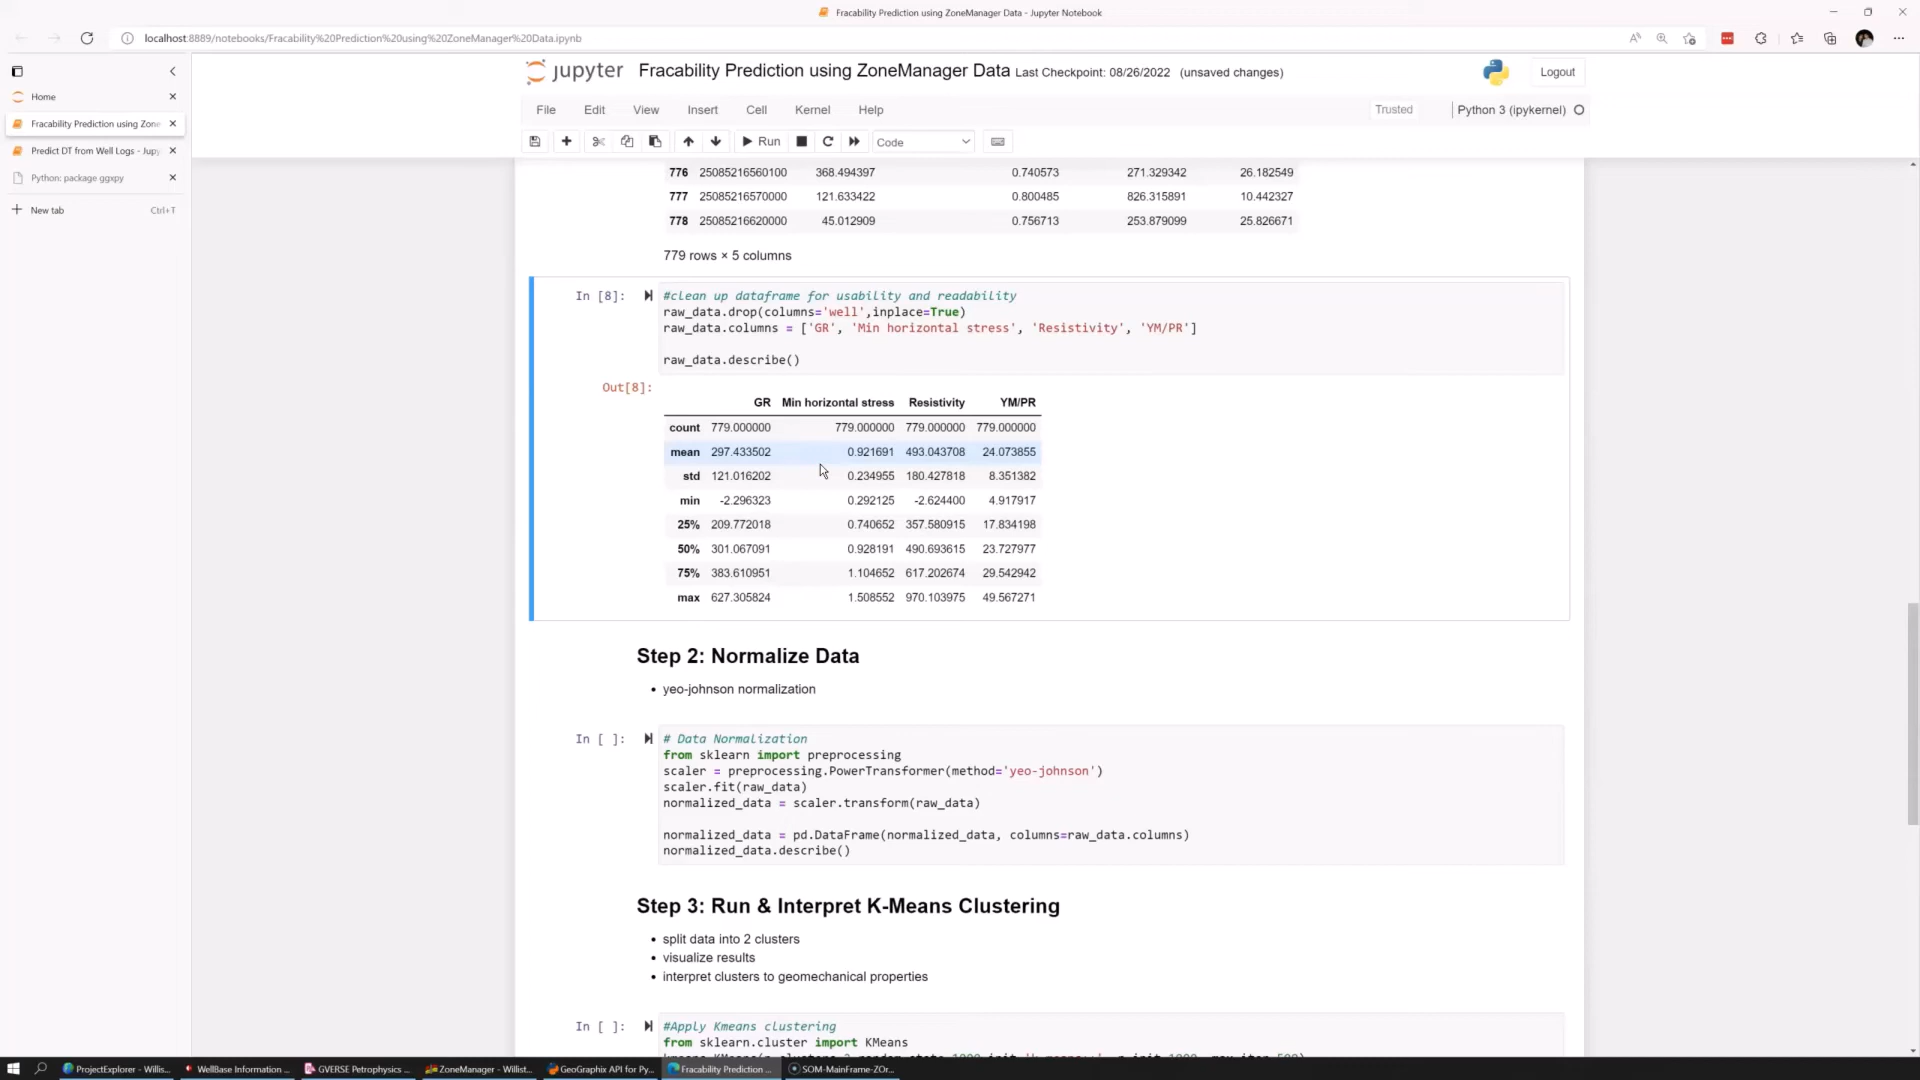 Fracability Prediction using ZoneManager Data - Jupyter Notebook
localhost:8889/notebooks/Fracability%20Prediction%20using%20ZoneManager%20Data.ipynb
Home
Fracability Prediction using Zone
Predict DT from Well Logs - Jupy
Python: package ggxpy
New tab Ctrl+T
jupyter Fracability Prediction using ZoneManager Data Last Checkpoint: 08/26/2022 (unsaved changes)
Logout
File Edit View Insert Cell Kernel Help
Trusted Python 3 (ipykernel)
Run Code
776 25085216560100 368.494397 0.740573 271.329342 26.182549
777 25085216570000 121.633422 0.800485 826.315891 10.442327
778 25085216620000 45.012909 0.756713 253.879099 25.826671
779 rows × 5 columns
In [8]: #clean up dataframe for usability and readability
raw_data.drop(columns='well',inplace=True)
raw_data.columns = ['GR', 'Min horizontal stress', 'Resistivity', 'YM/PR']
raw_data.describe()
Out[8]:
GR Min horizontal stress Resistivity YM/PR
count 779.000000 779.000000 779.000000 779.000000
mean 297.433502 0.921691 493.043708 24.073855
std 121.016202 0.234955 180.427818 8.351382
min -2.296323 0.292125 -2.624400 4.917917
25% 209.772018 0.740652 357.580915 17.834198
50% 301.067091 0.928191 490.693615 23.727977
75% 383.610951 1.104652 617.202674 29.542942
max 627.305824 1.508552 970.103975 49.567271
Step 2: Normalize Data
• yeo-johnson normalization
In [ ]: # Data Normalization
from sklearn import preprocessing
scaler = preprocessing.PowerTransformer(method='yeo-johnson')
scaler.fit(raw_data)
normalized_data = scaler.transform(raw_data)
normalized_data = pd.DataFrame(normalized_data, columns=raw_data.columns)
normalized_data.describe()
Step 3: Run & Interpret K-Means Clustering
• split data into 2 clusters
• visualize results
• interpret clusters to geomechanical properties
In [ ]: #Apply Kmeans clustering
from sklearn.cluster import KMeans
ProjectExplorer - Willis... WellBase Information ... GVERSE Petrophysics ... ZoneManager - Willist... GeoGraphix API for Py... Fracability Prediction ... SOM-MainFrame-ZOr...